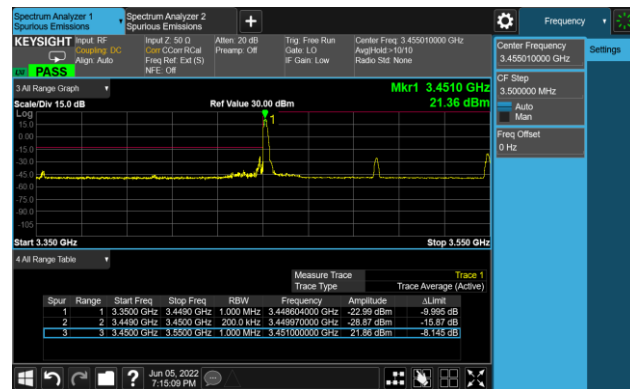 Spectrum Analyzer 1
Spurious Emissions
Spectrum Analyzer 2
Spurious Emissions
Frequency
KEYSIGHT
Input: RF
Coupling: DC
Align: Auto
Input Z: 50 Ω
Corr CCorr RCal
Freq Ref: Ext (S)
NFE: Off
Atten: 20 dB
Preamp: Off
Trig: Free Run
Gate: LO
IF Gain: Low
Center Freq: 3.455010000 GHz
Avg|Hold:>10/10
Radio Std: None
PASS
Center Frequency
3.455010000 GHz
Settings
CF Step
3.500000 MHz
Auto
Man
Freq Offset
0 Hz
3 All Range Graph
Mkr1 3.4510 GHz
Scale/Div 15.0 dB
Ref Value 30.00 dBm
21.36 dBm
Log
15.0
0.00
-15.0
-30.0
-45.0
-60.0
-75.0
-90.0
-105
1
Start 3.350 GHz
Stop 3.550 GHz
4 All Range Table
Measure Trace Trace 1
Trace Type Trace Average (Active)
Spur Range Start Freq Stop Freq RBW Frequency Amplitude ΔLimit
1 1 3.3500 GHz 3.4490 GHz 1.000 MHz 3.448604000 GHz -22.99 dBm -9.995 dB
2 2 3.4490 GHz 3.4500 GHz 200.0 kHz 3.449970000 GHz -28.87 dBm -15.87 dB
3 3 3.4500 GHz 3.5500 GHz 1.000 MHz 3.451000000 GHz 21.86 dBm -8.145 dB
Jun 05, 2022
7:15:09 PM